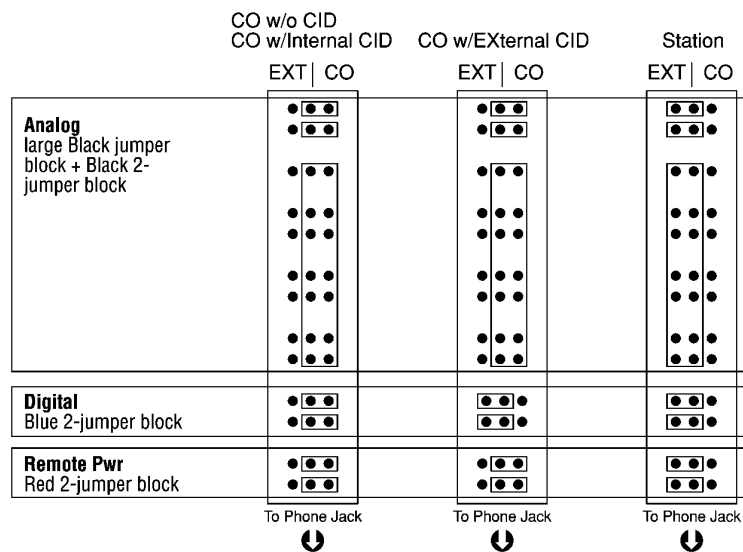 CO w/o CID
CO w/Internal CID CO w/EXternal CID Station
EXT CO EXT CO EXT CO
Analog
large Black jumper
block + Black 2-
jumper block
Digital
Blue 2-jumper block
Remote Pwr
Red 2-jumper block
To Phone Jack To Phone Jack To Phone Jack